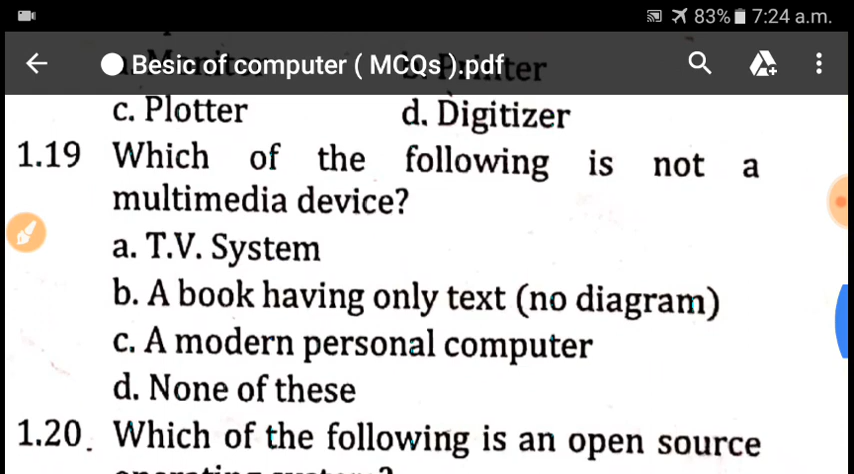 83% 7:24 a.m.
Besic of computer ( MCQs ).pdf
c. Plotter d. Digitizer
1.19 Which of the following is not a
multimedia device?
a. T.V. System
b. A book having only text (no diagram)
c. A modern personal computer
d. None of these
1.20. Which of the following is an open source